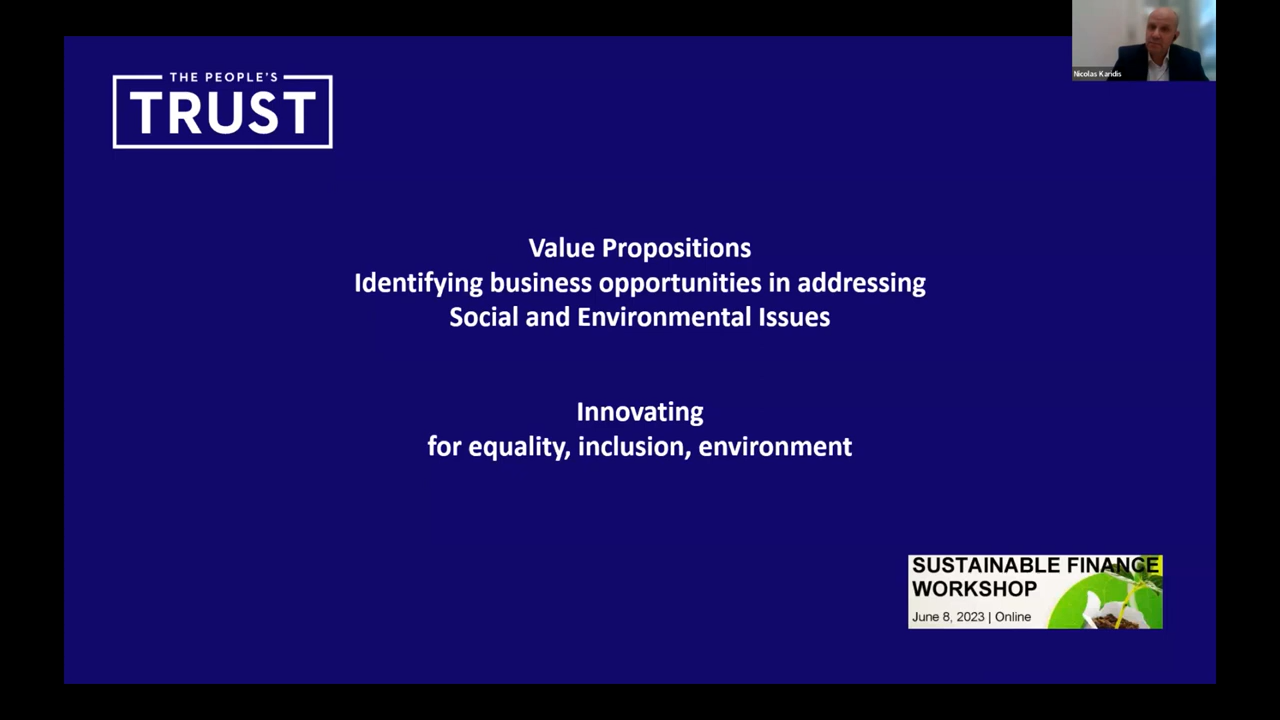 THE PEOPLE'S
TRUST
Nicolas Karidis
Value Propositions
Identifying business opportunities in addressing
Social and Environmental Issues
Innovating
for equality, inclusion, environment
SUSTAINABLE FINANCE
WORKSHOP
June 8, 2023 | Online